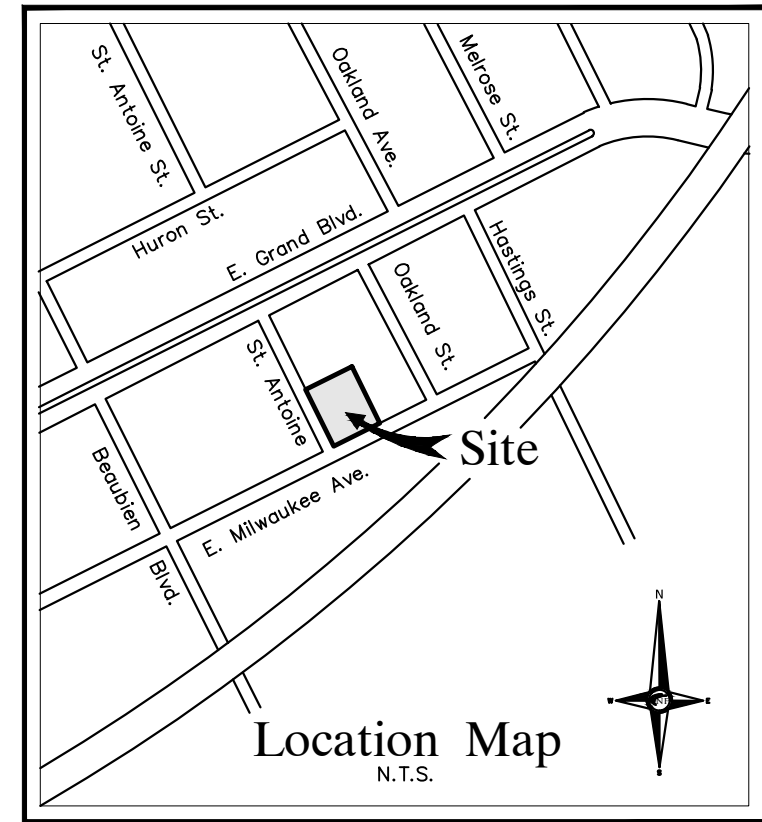 St. Antoine St.
Oakland Ave.
Melrose St.
Huron St.
E. Grand Blvd.
Hastings St.
Oakland St.
St. Antoine
Beaubien
Blvd.
E. Milwaukee Ave.
Site
N
W
E
S
Location Map
N.T.S.